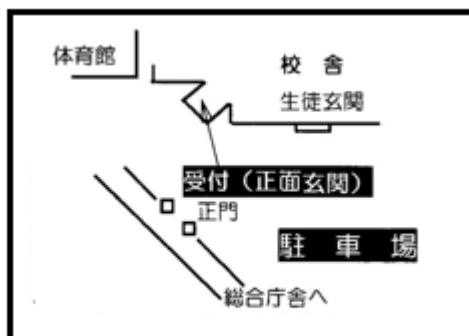 体育館
校舎
生徒玄関
受付（正面玄関）
正門
駐車場
総合庁舎へ